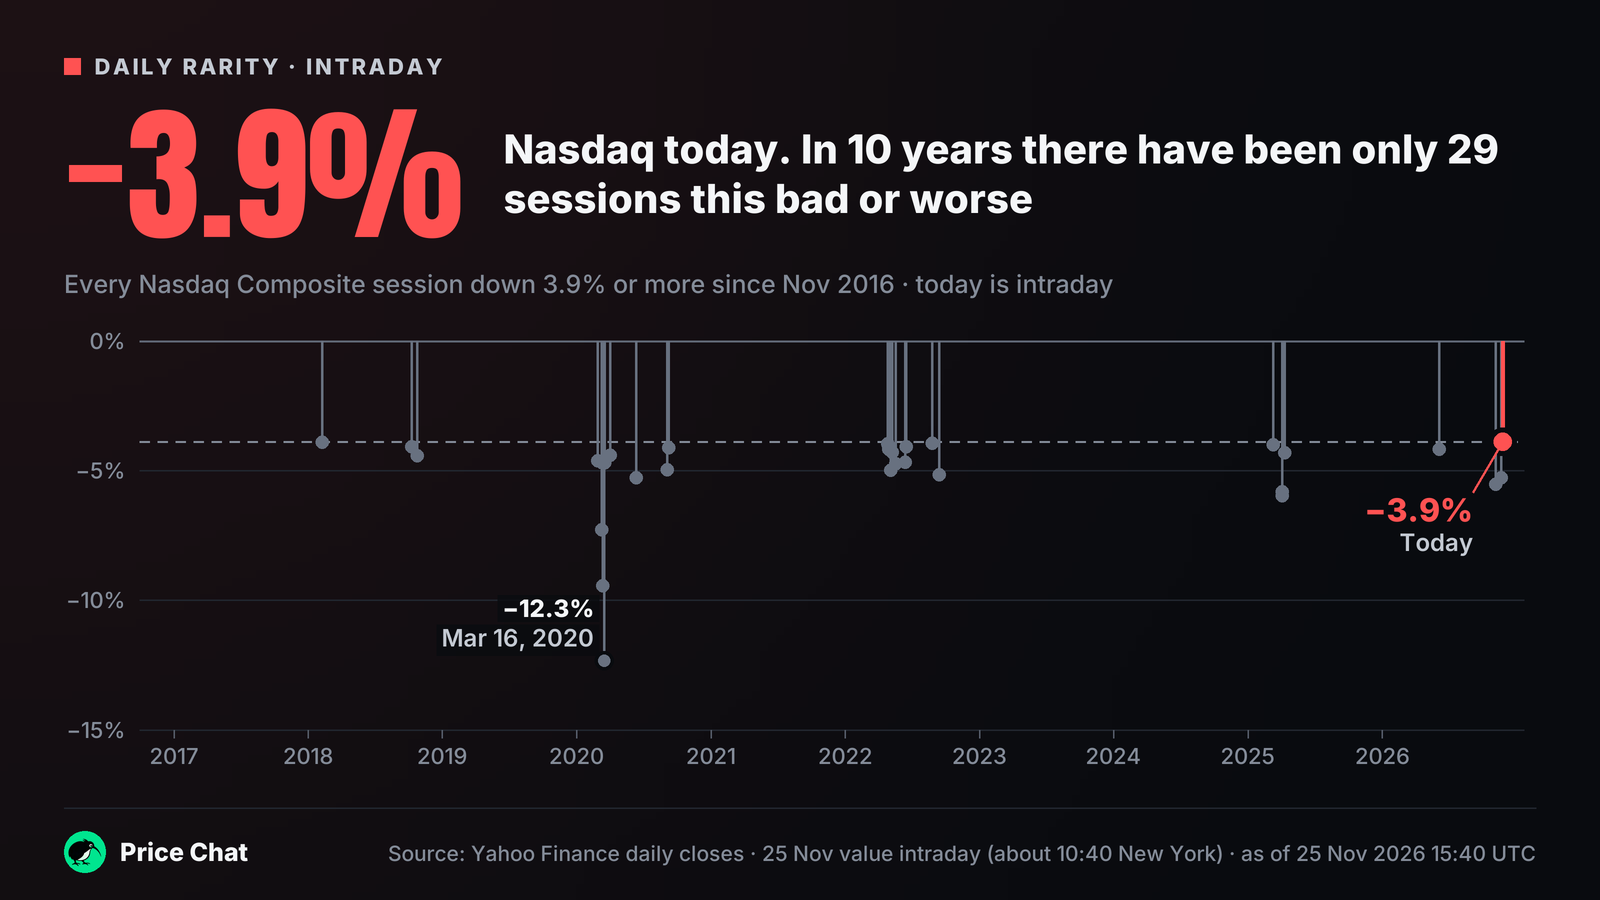 DAILY RARITY · INTRADAY
−3.9%
Nasdaq today. In 10 years there have been only 29
sessions this bad or worse
Every Nasdaq Composite session down 3.9% or more since Nov 2016 · today is intraday
0%
−5%
−10%
−15%
−3.9%
Today
−12.3%
Mar 16, 2020
2017
2018
2019
2020
2021
2022
2023
2024
2025
2026
Price Chat
Source: Yahoo Finance daily closes · 25 Nov value intraday (about 10:40 New York) · as of 25 Nov 2026 15:40 UTC